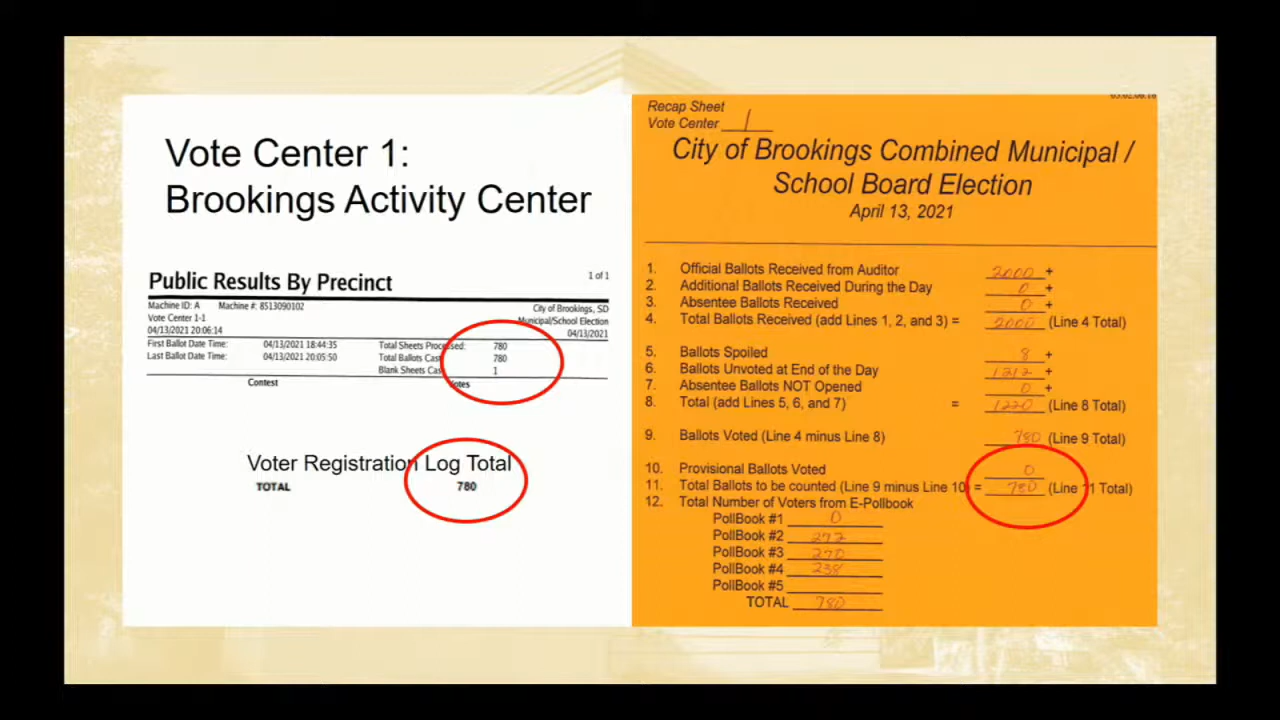 Vote Center 1:
Brookings Activity Center
Public Results By Precinct
1 of 1
Machine ID: A Machine #: 8513090102
Vote Center 1-1
04/13/2021 20:06:14
City of Brookings, SD
Municipal/School Election
04/13/2021
First Ballot Date Time: 04/13/2021 18:44:35 Total Sheets Processed: 780
Last Ballot Date Time: 04/13/2021 20:05:50 Total Ballots Cast: 780
Blank Sheets Cast 1
Contest Votes
Voter Registration Log Total
TOTAL 780
Recap Sheet
Vote Center 1
City of Brookings Combined Municipal /
School Board Election
April 13, 2021
1. Official Ballots Received from Auditor 2000 +
2. Additional Ballots Received During the Day 0 +
3. Absentee Ballots Received 0 +
4. Total Ballots Received (add Lines 1, 2, and 3) = 2000 (Line 4 Total)
5. Ballots Spoiled 8 +
6. Ballots Unvoted at End of the Day 1212 +
7. Absentee Ballots NOT Opened 0 +
8. Total (add Lines 5, 6, and 7) = 1220 (Line 8 Total)
9. Ballots Voted (Line 4 minus Line 8) 780 (Line 9 Total)
10. Provisional Ballots Voted 0
11. Total Ballots to be counted (Line 9 minus Line 10) = 780 (Line 11 Total)
12. Total Number of Voters from E-Pollbook
PollBook #1 0
PollBook #2 272
PollBook #3 270
PollBook #4 238
PollBook #5
TOTAL 780